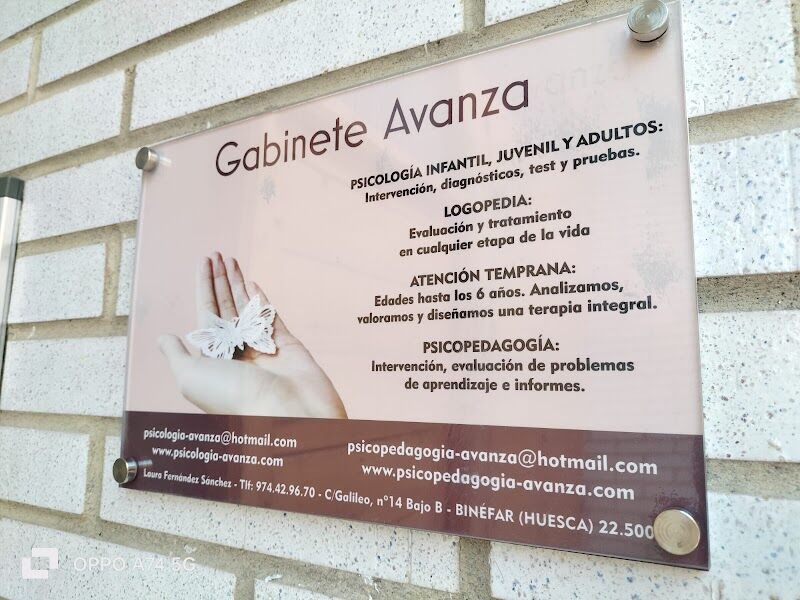 Gabinete Avanza
PSICOLOGÍA INFANTIL, JUVENIL Y ADULTOS:
Intervención, diagnósticos, test y pruebas.
LOGOPEDIA:
Evaluación y tratamiento
en cualquier etapa de la vida
ATENCIÓN TEMPRANA:
Edades hasta los 6 años. Analizamos,
valoramos y diseñamos una terapia integral.
PSICOPEDAGOGÍA:
Intervención, evaluación de problemas
de aprendizaje e informes.
psicologia-avanza@hotmail.com
www.psicologia-avanza.com
psicopedagogia-avanza@hotmail.com
www.psicopedagogia-avanza.com
Laura Fernández Sánchez - Tlf: 974.42.96.70 - C/Galileo, nº14 Bajo B - BINÉFAR (HUESCA) 22.500
OPPO A74 5G